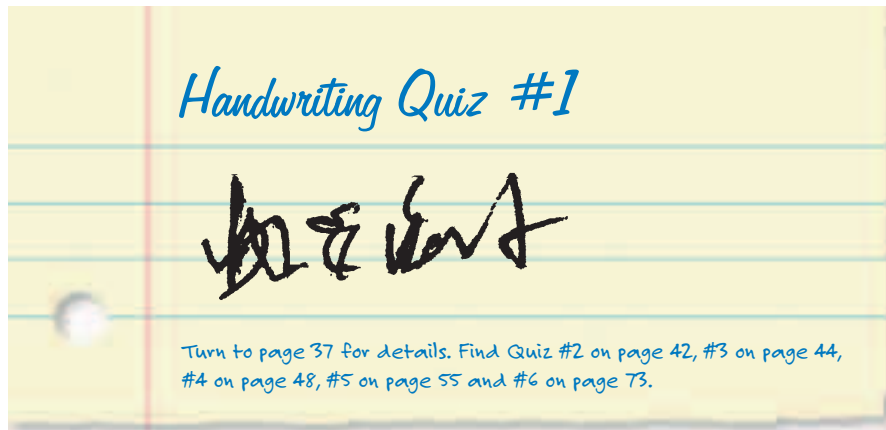 Handwriting Quiz #1
Turn to page 37 for details. Find Quiz #2 on page 42, #3 on page 44,
#4 on page 48, #5 on page 55 and #6 on page 73.